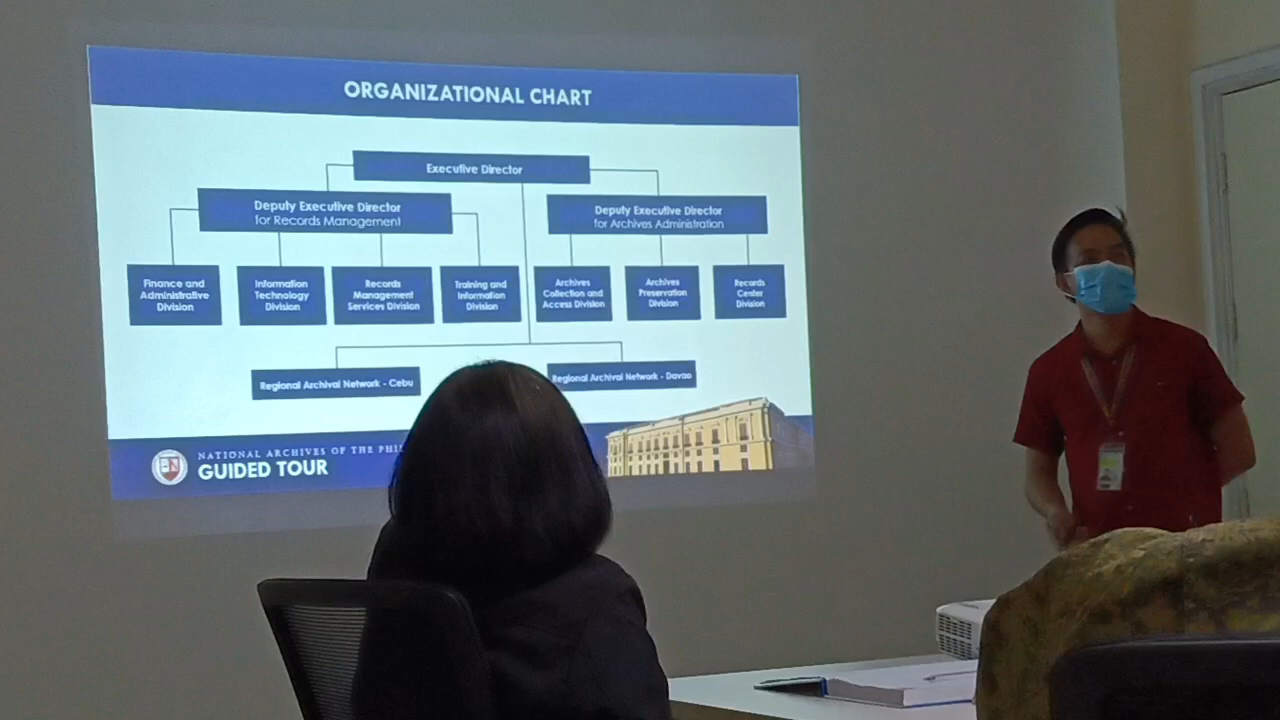 ORGANIZATIONAL CHART
Executive Director
Deputy Executive Director
for Records Management
Deputy Executive Director
for Archives Administration
Finance and
Administrative
Division
Information
Technology
Division
Records
Management
Services Division
Training and
Information
Division
Archives
Collection and
Access Division
Archives
Preservation
Division
Records
Center
Division
Regional Archival Network - Cebu
Regional Archival Network - Davao
NATIONAL ARCHIVES OF THE PHI
GUIDED TOUR